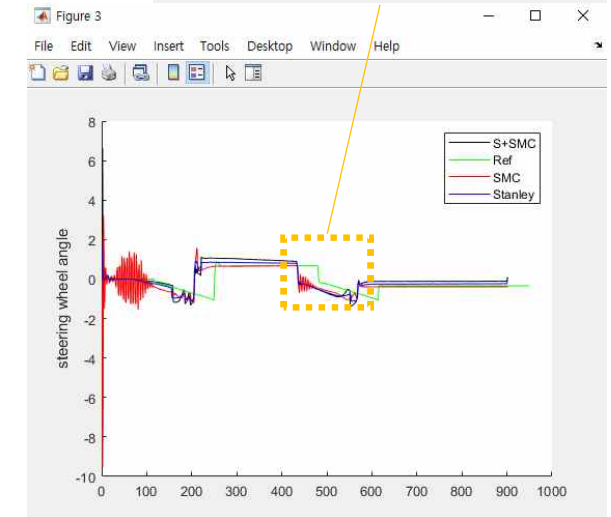 Figure 3
File Edit View Insert Tools Desktop Window Help
8
6
4
2
0
-2
-4
-6
-8
-10
steering wheel angle
S+SMC
Ref
SMC
Stanley
0 100 200 300 400 500 600 700 800 900 1000